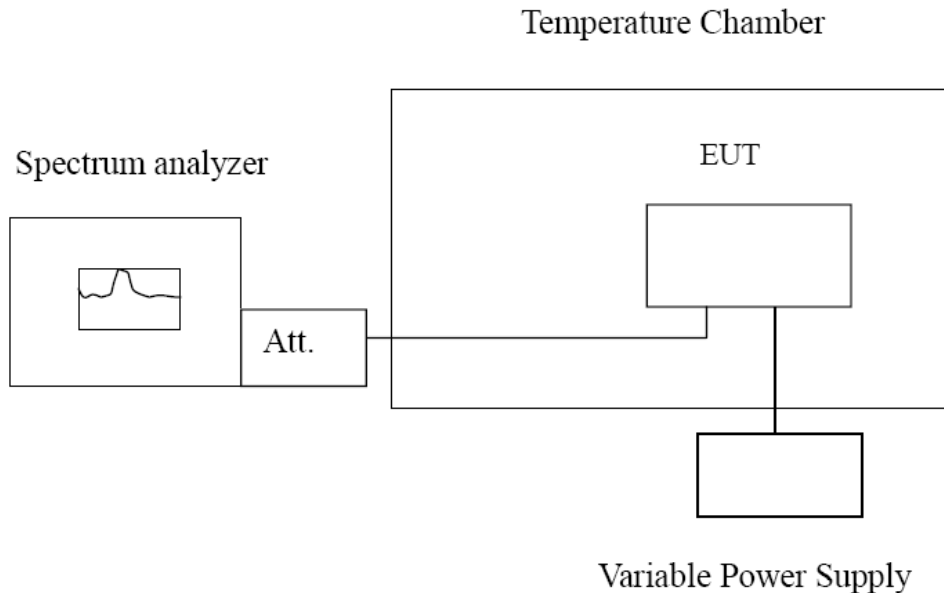 Temperature Chamber
Spectrum analyzer
EUT
Att.
Variable Power Supply